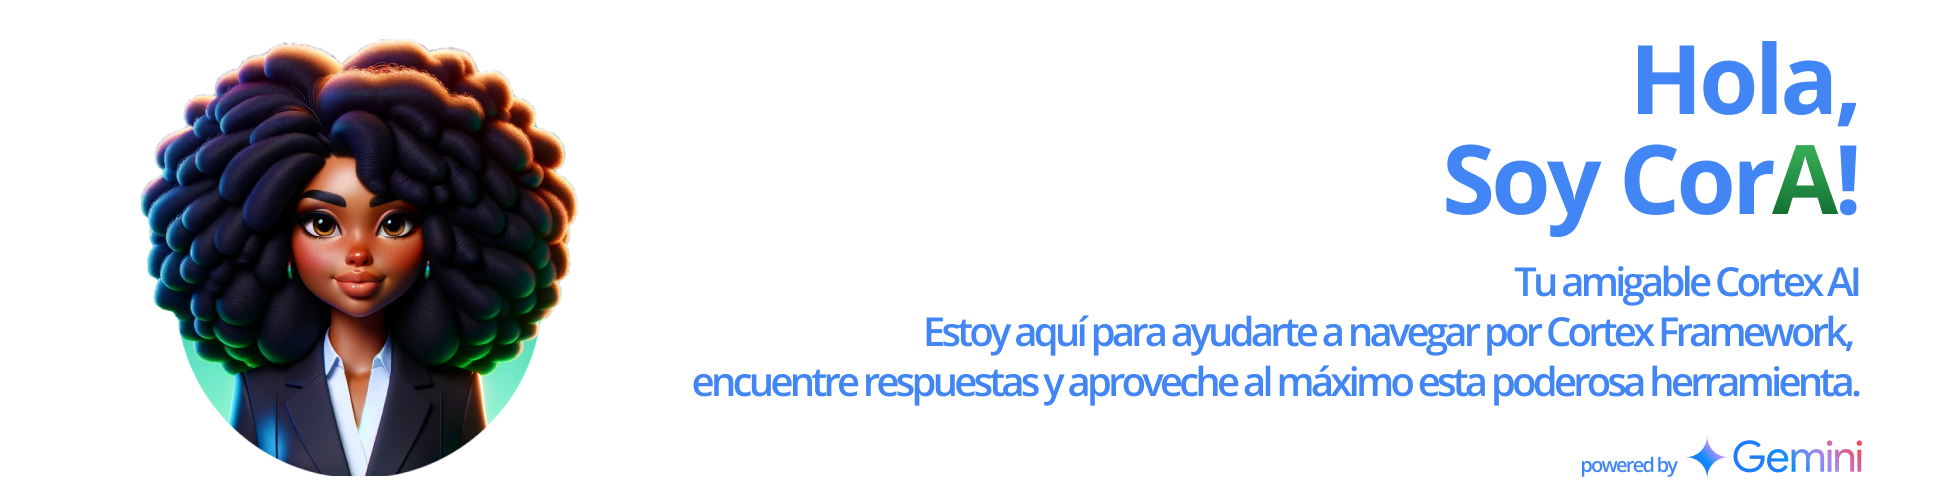 Hola,
Soy CorA!
Tu amigable Cortex AI
Estoy aquí para ayudarte a navegar por Cortex Framework,
encuentre respuestas y aproveche al máximo esta poderosa herramienta.
powered by Gemini